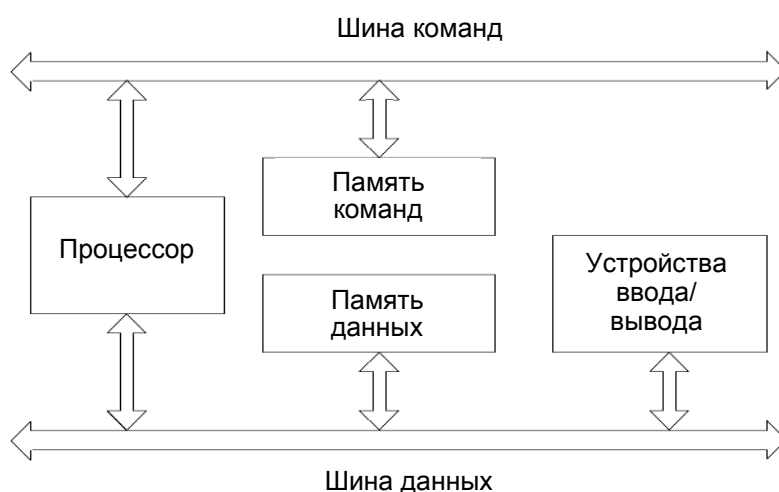 Шина команд
Память
команд
Процессор
Память
данных
Устройства
ввода/
вывода
Шина данных